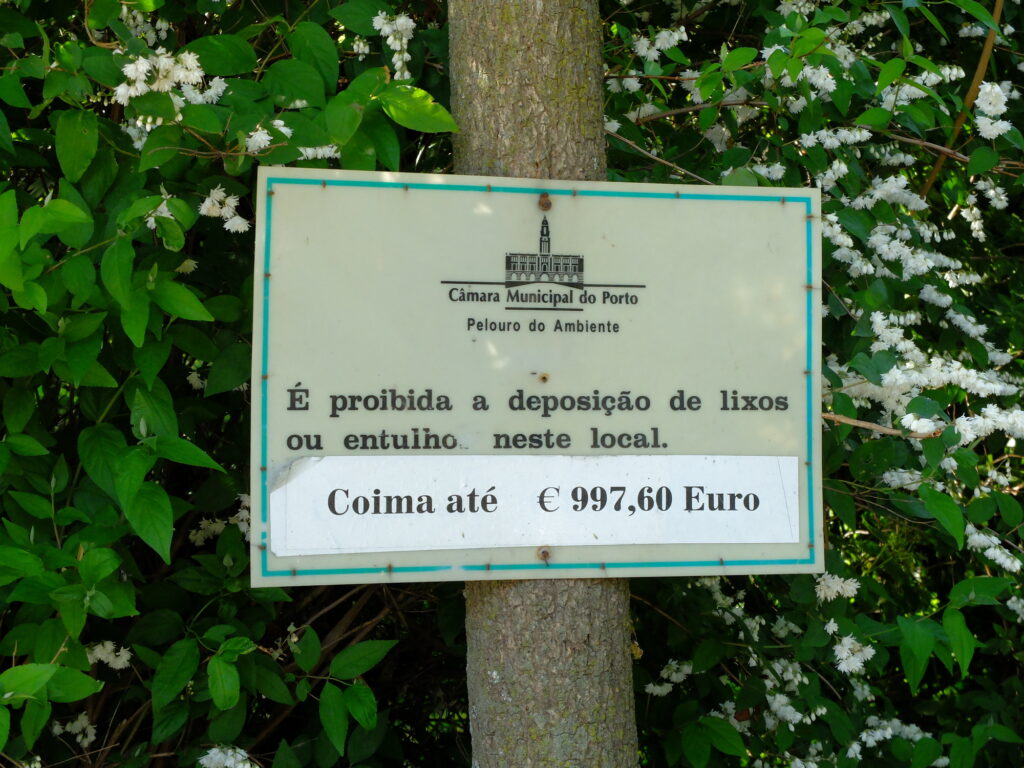 Câmara Municipal do Porto
Pelouro do Ambiente
É proibida a deposição de lixos
ou entulho neste local.
Coima até € 997,60 Euro